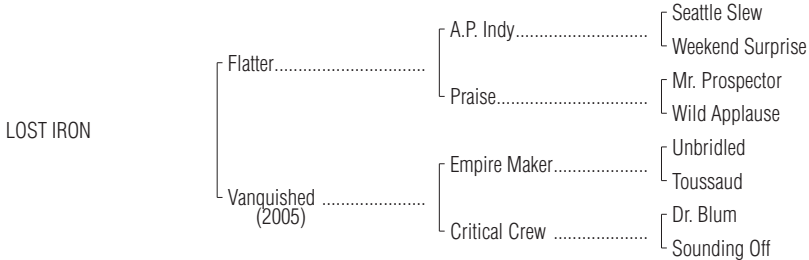 LOST IRON
Flatter...............................
Vanquished .....................
(2005)
A.P. Indy...........................
Praise...............................
Empire Maker...................
Critical Crew ...................
Seattle Slew
Weekend Surprise
Mr. Prospector
Wild Applause
Unbridled
Toussaud
Dr. Blum
Sounding Off